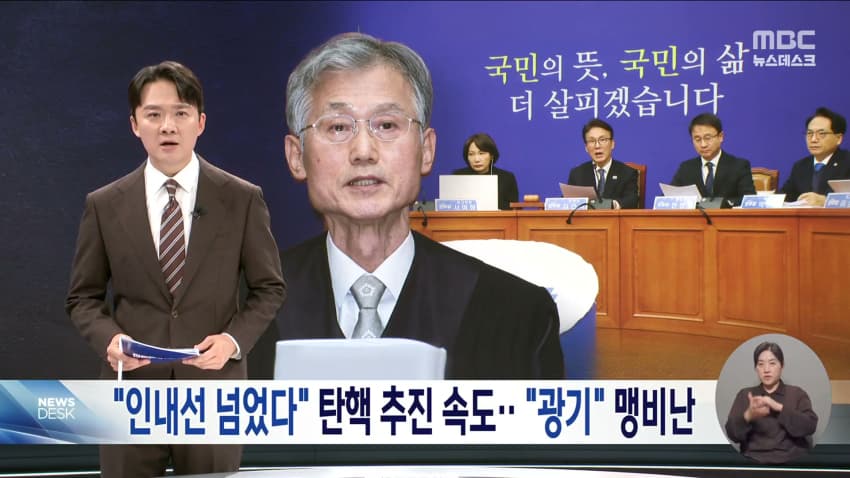 MBC
뉴스데스크
국민의 뜻, 국민의 삶
더 살피겠습니다
NEWS
DESK
"인내선 넘었다" 탄핵 추진 속도‥ "광기" 맹비난